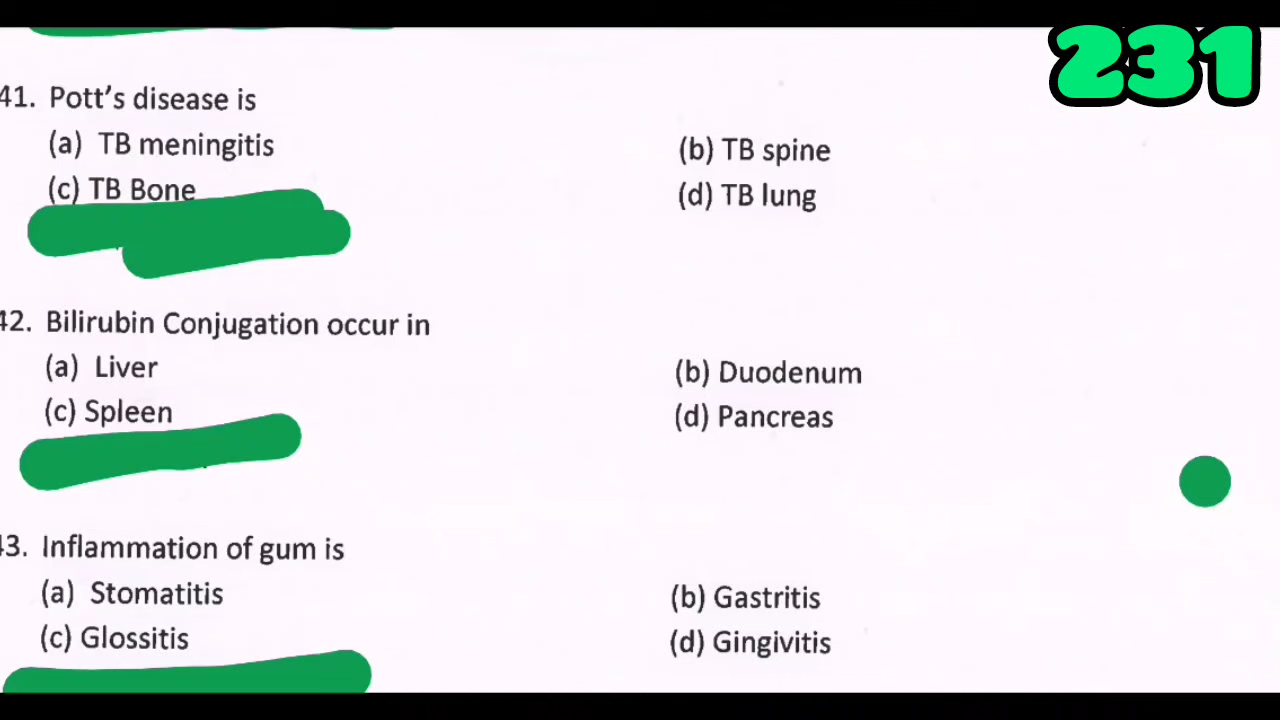 231
41. Pott's disease is
(a) TB meningitis
(b) TB spine
(c) TB Bone
(d) TB lung
42. Bilirubin Conjugation occur in
(a) Liver
(b) Duodenum
(c) Spleen
(d) Pancreas
43. Inflammation of gum is
(a) Stomatitis
(b) Gastritis
(c) Glossitis
(d) Gingivitis